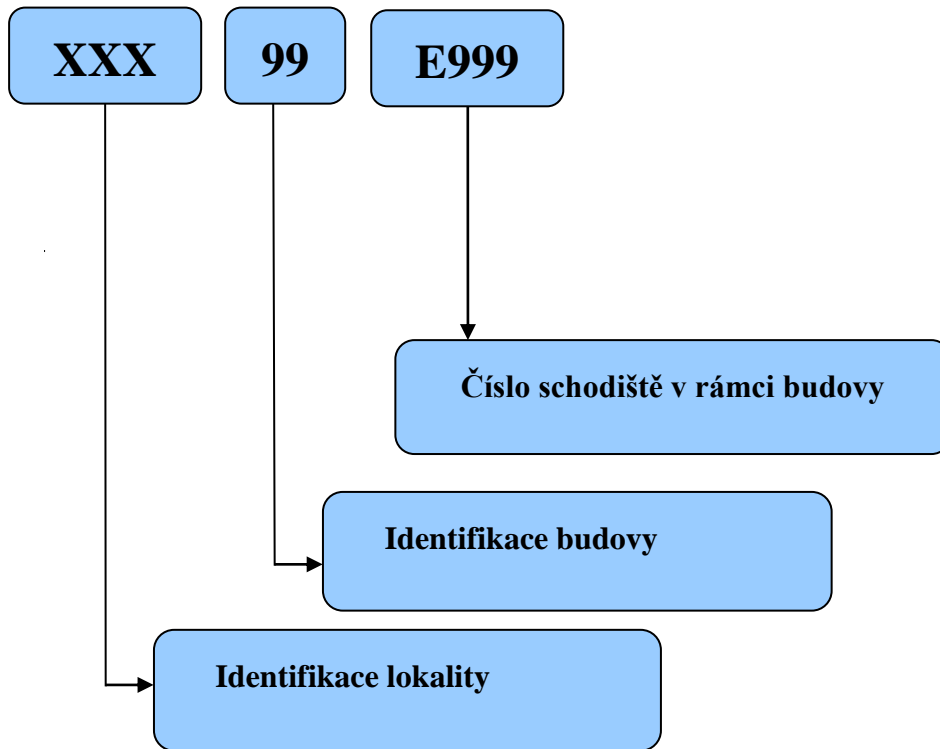 XXX 99 E999
Číslo schodiště v rámci budovy
Identifikace budovy
Identifikace lokality